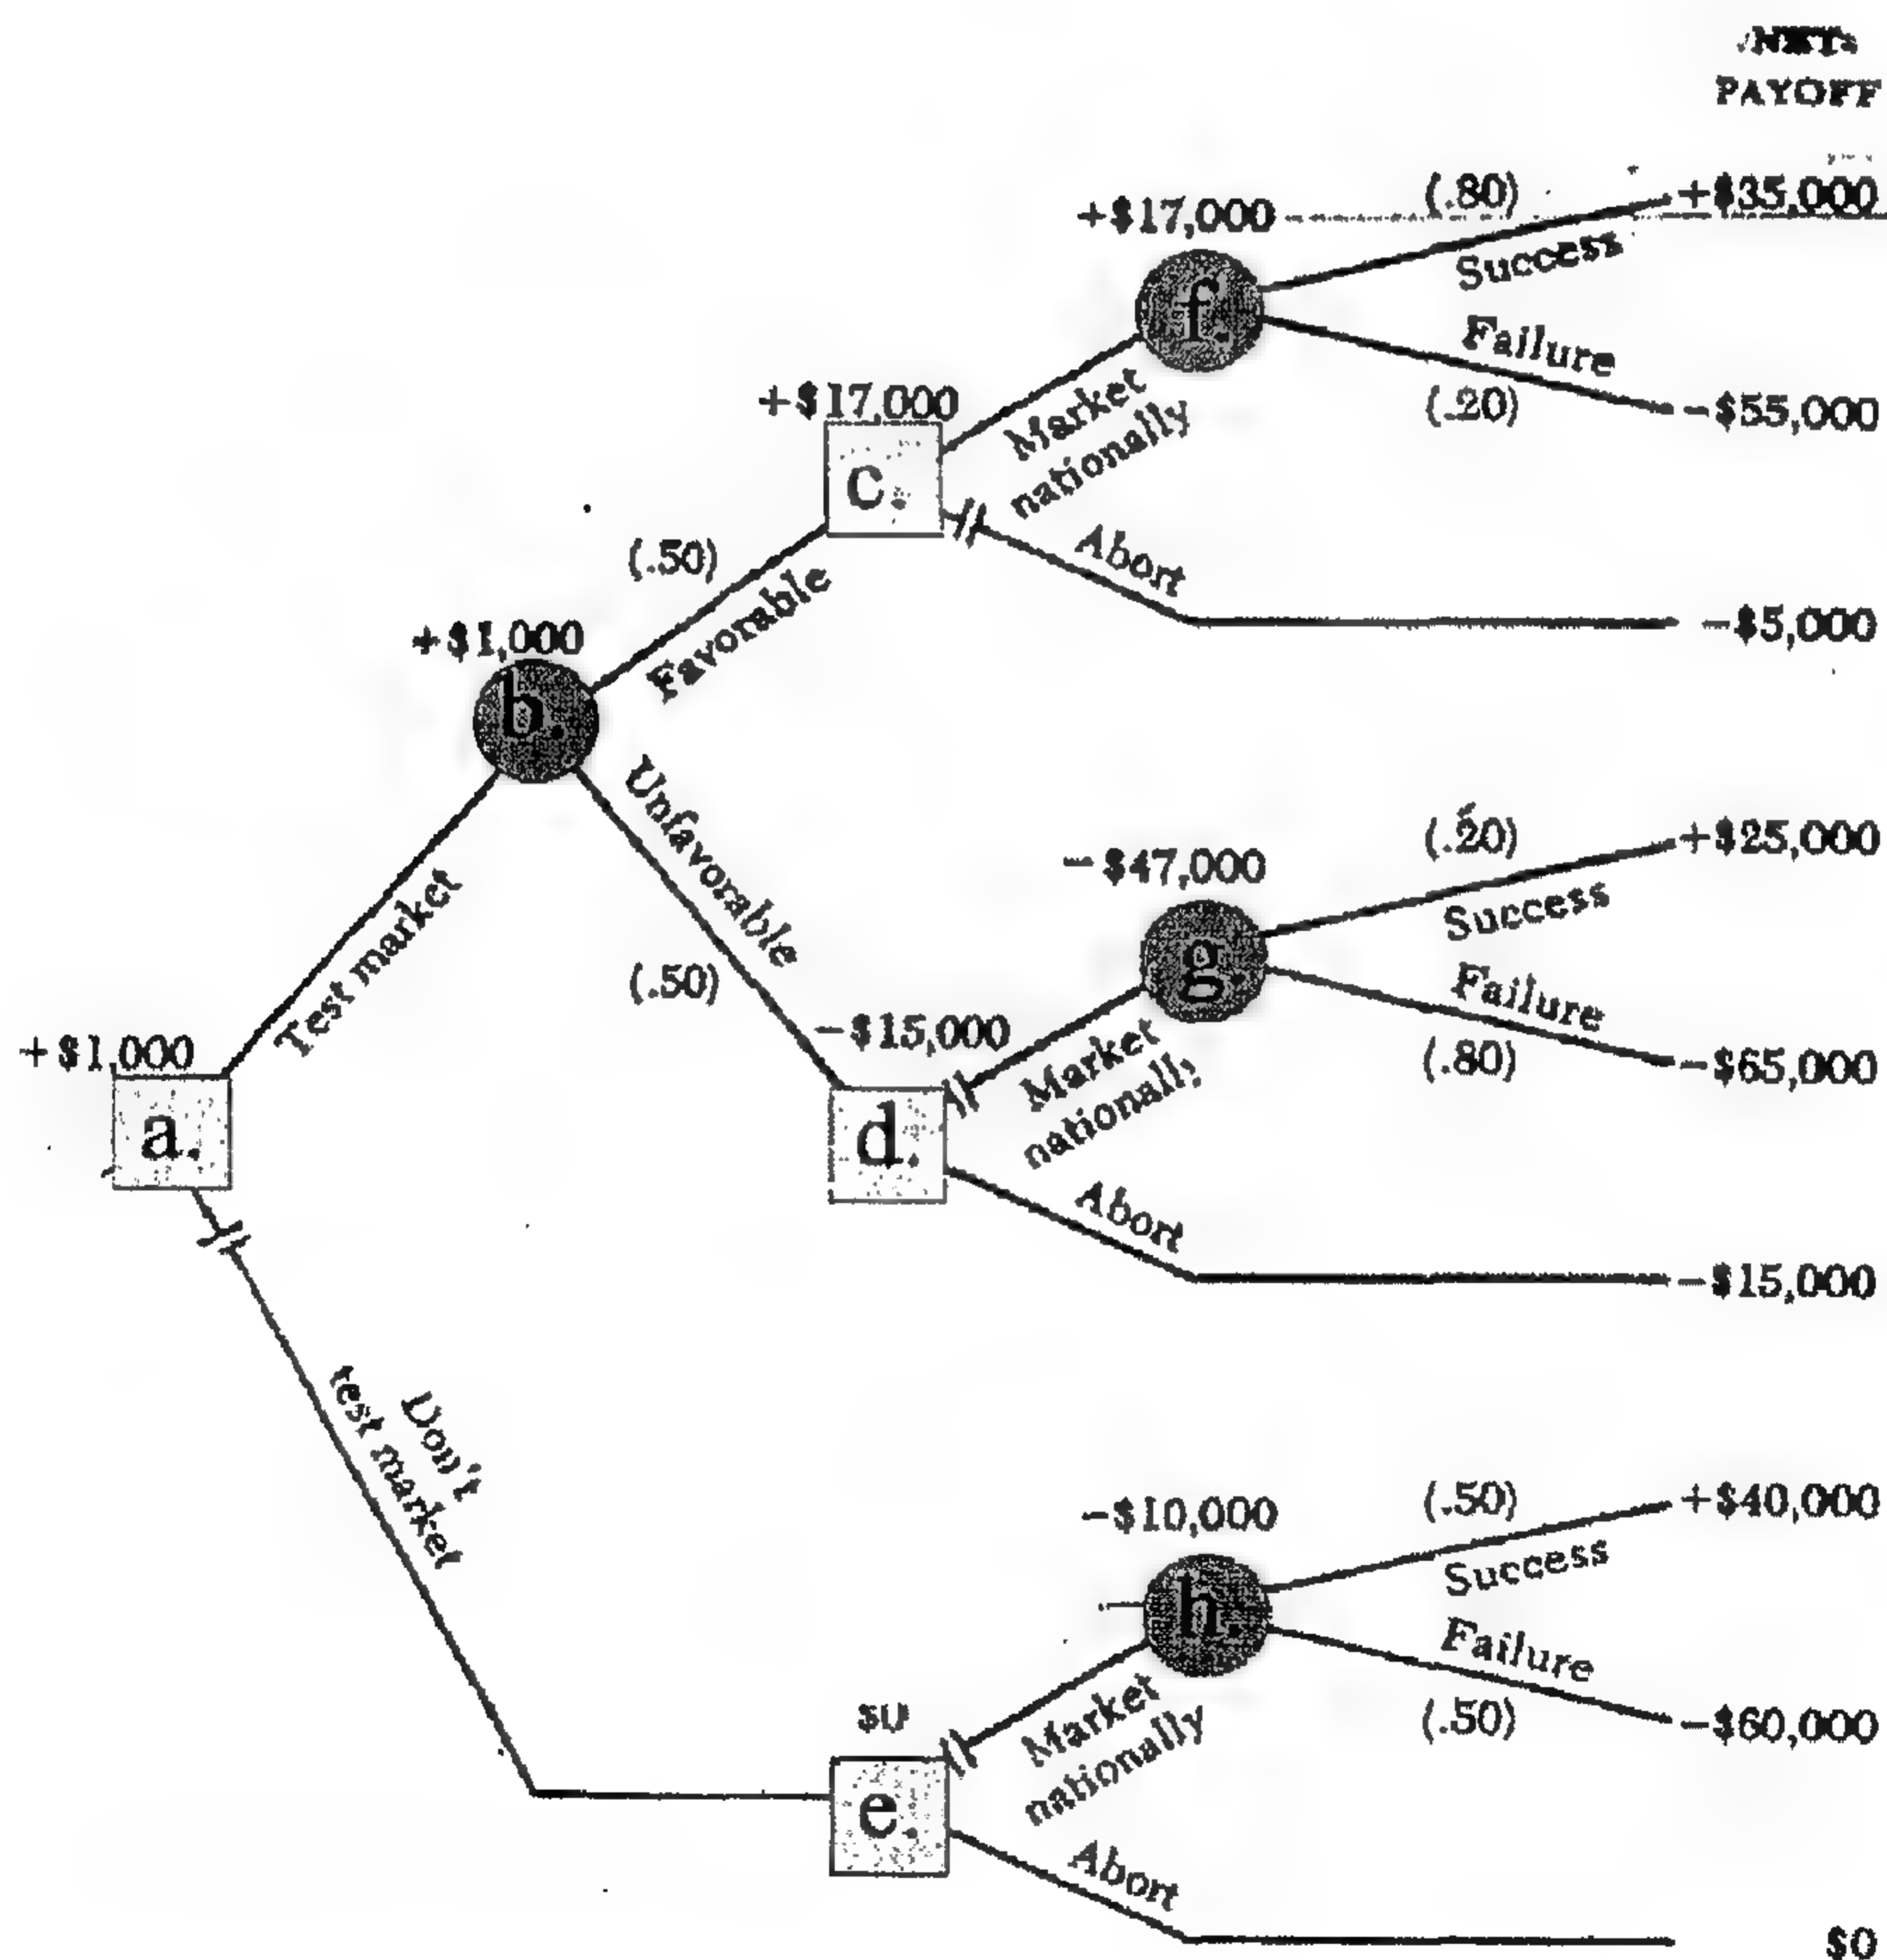 PAYOFF
(.80)
+$35,000
+$17,000
Success
f.
Failure
(.20)
-$55,000
+$17,000
Market
nationally
c.
Abort
-$5,000
(.50)
Favorable
+$1,000
b.
Unfavorable
(.50)
Test market
+$1,000
a.
(.20)
+$25,000
-$47,000
Success
g.
Failure
(.80)
-$65,000
-$15,000
Market
nationally
d.
Abort
-$15,000
Don't
test market
(.50)
+$40,000
-$10,000
Success
h.
Failure
(.50)
-$60,000
$0
Market
nationally
e.
Abort
$0